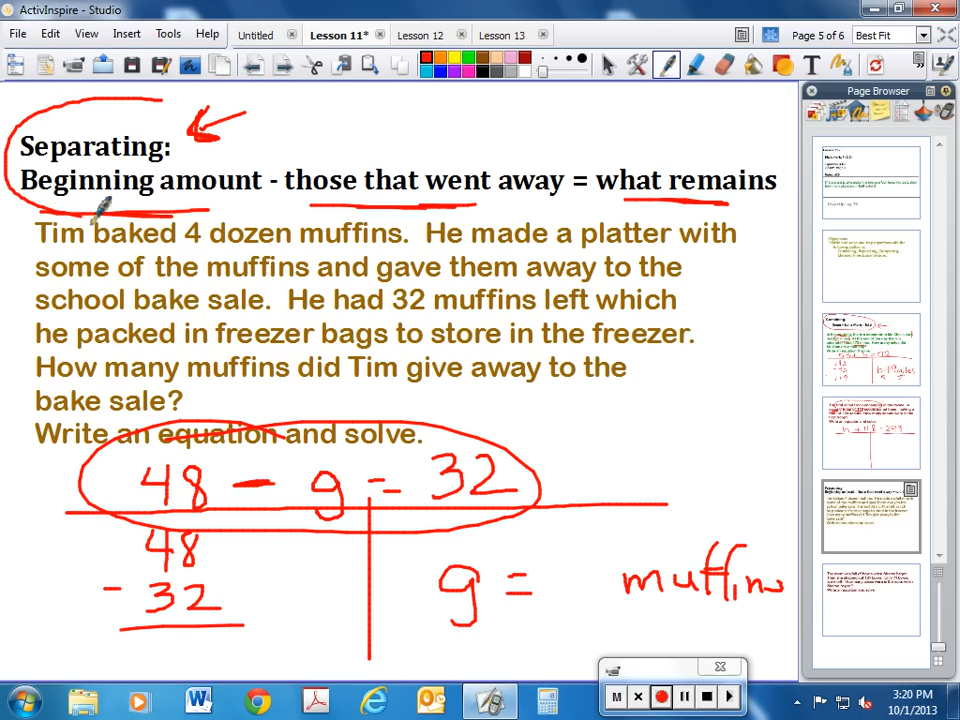 ActivInspire - Studio
File Edit View Insert Tools Help Untitled Lesson 11* Lesson 12 Lesson 13 Page 5 of 6 Best Fit
Page Browser
Separating:
Beginning amount - those that went away = what remains
Tim baked 4 dozen muffins. He made a platter with
some of the muffins and gave them away to the
school bake sale. He had 32 muffins left which
he packed in freezer bags to store in the freezer.
How many muffins did Tim give away to the
bake sale?
Write an equation and solve.
48 - g = 32
48
- 32
g = muffins
M
3:20 PM
10/1/2013